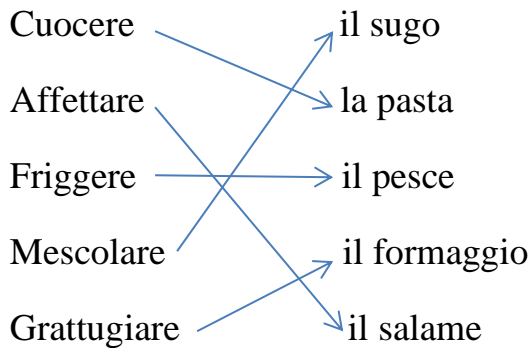 Cuocere il sugo
Affettare la pasta
Friggere il pesce
Mescolare il formaggio
Grattugiare il salame